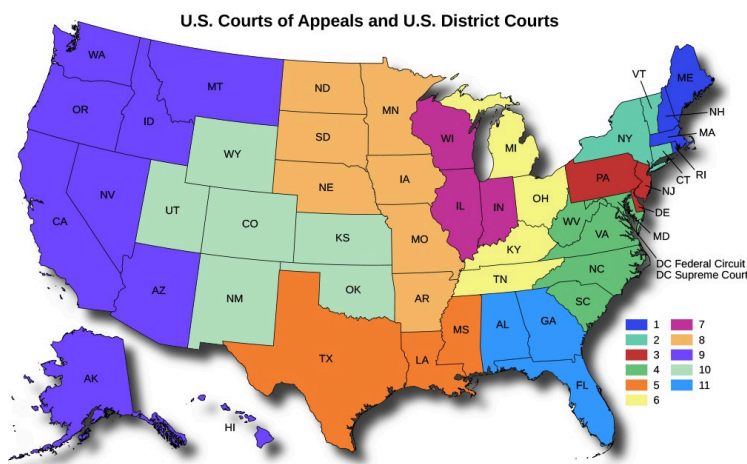 U.S. Courts of Appeals and U.S. District Courts
WA
OR
ID
MT
WY
NV
UT
CA
CO
AZ
NM
ND
SD
NE
KS
OK
TX
MN
IA
MO
AR
LA
WI
IL
IN
MI
OH
KY
TN
MS
AL
GA
FL
WV
VA
NC
SC
PA
NY
VT
ME
NH
MA
RI
CT
NJ
DE
MD
DC Federal Circuit
DC Supreme Court
AK
HI
1
2
3
4
5
6
7
8
9
10
11